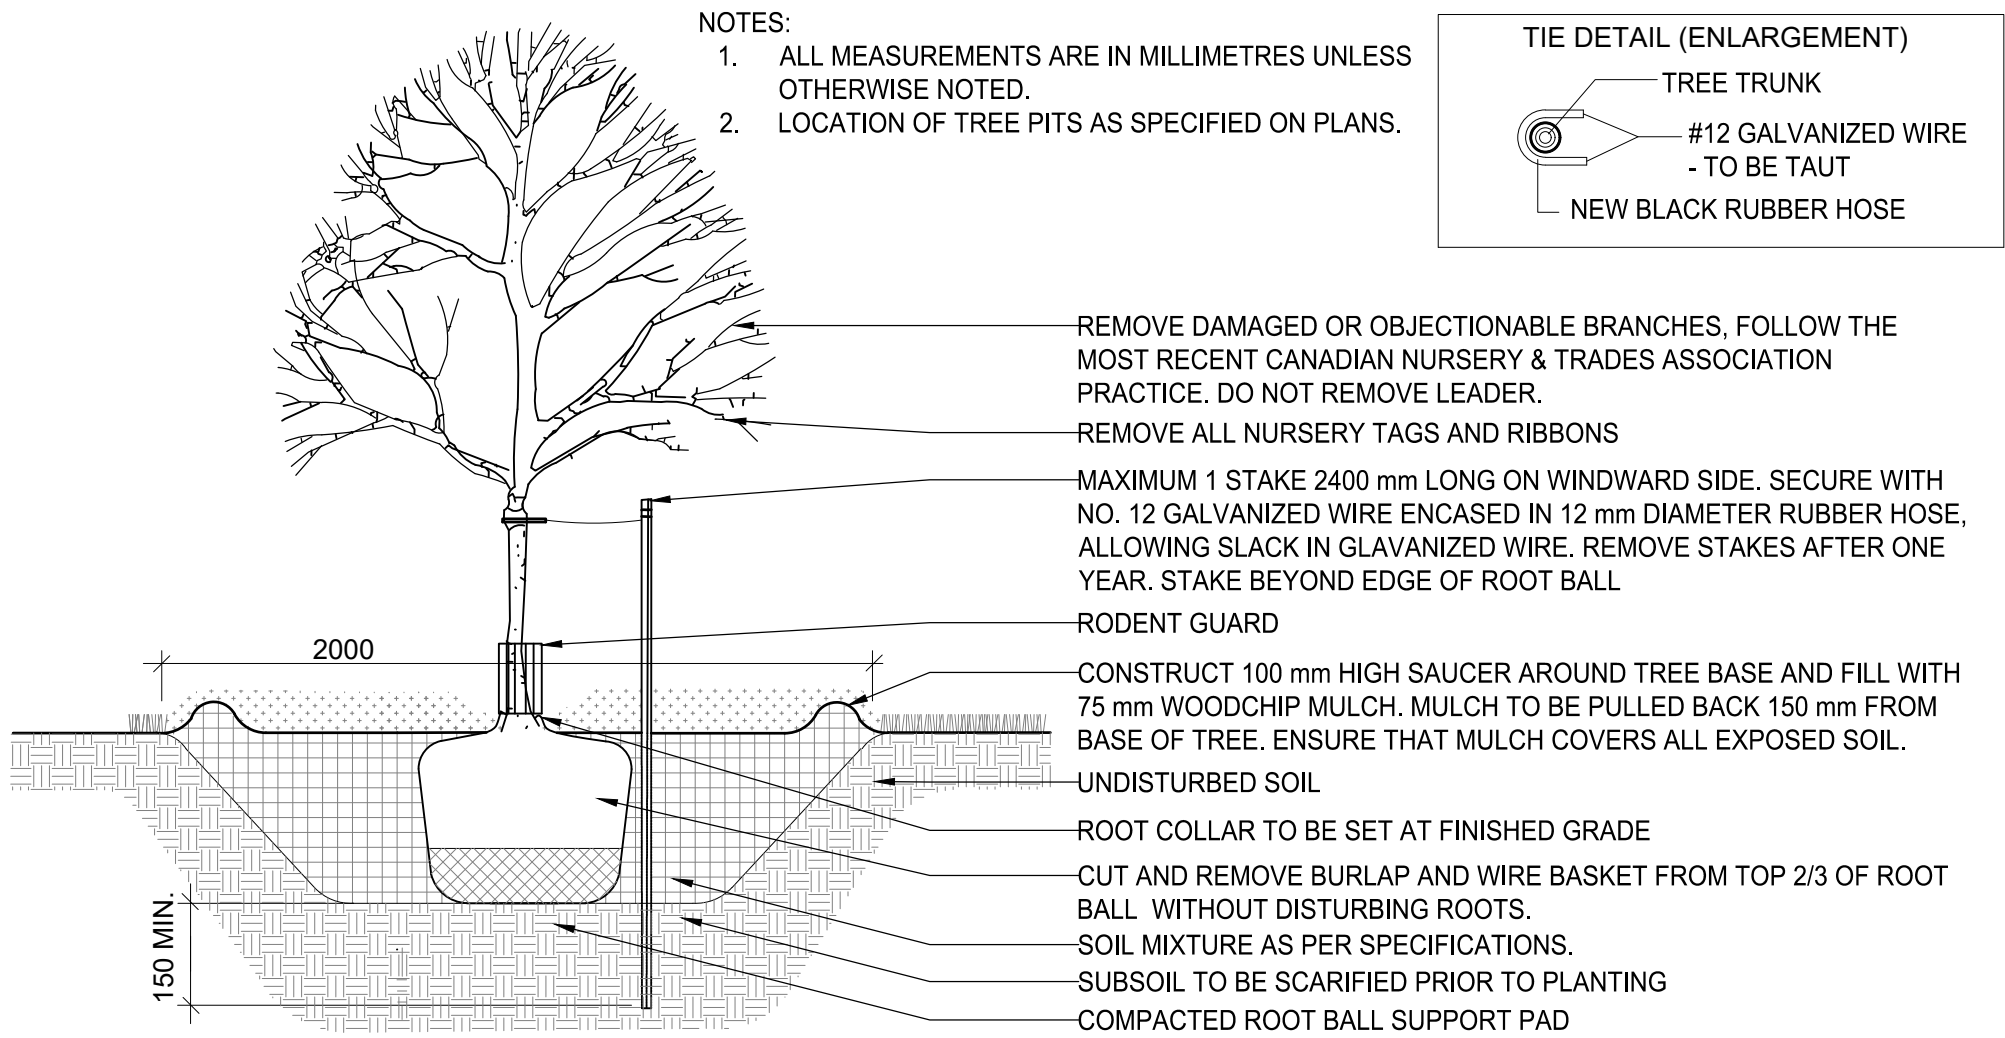 NOTES:
1. ALL MEASUREMENTS ARE IN MILLIMETRES UNLESS
OTHERWISE NOTED.
2. LOCATION OF TREE PITS AS SPECIFIED ON PLANS.
TIE DETAIL (ENLARGEMENT)
TREE TRUNK
#12 GALVANIZED WIRE
- TO BE TAUT
NEW BLACK RUBBER HOSE
REMOVE DAMAGED OR OBJECTIONABLE BRANCHES, FOLLOW THE
MOST RECENT CANADIAN NURSERY & TRADES ASSOCIATION
PRACTICE. DO NOT REMOVE LEADER.
REMOVE ALL NURSERY TAGS AND RIBBONS
MAXIMUM 1 STAKE 2400 mm LONG ON WINDWARD SIDE. SECURE WITH
NO. 12 GALVANIZED WIRE ENCASED IN 12 mm DIAMETER RUBBER HOSE,
ALLOWING SLACK IN GLAVANIZED WIRE. REMOVE STAKES AFTER ONE
YEAR. STAKE BEYOND EDGE OF ROOT BALL
RODENT GUARD
2000
CONSTRUCT 100 mm HIGH SAUCER AROUND TREE BASE AND FILL WITH
75 mm WOODCHIP MULCH. MULCH TO BE PULLED BACK 150 mm FROM
BASE OF TREE. ENSURE THAT MULCH COVERS ALL EXPOSED SOIL.
UNDISTURBED SOIL
ROOT COLLAR TO BE SET AT FINISHED GRADE
CUT AND REMOVE BURLAP AND WIRE BASKET FROM TOP 2/3 OF ROOT
BALL WITHOUT DISTURBING ROOTS.
SOIL MIXTURE AS PER SPECIFICATIONS.
SUBSOIL TO BE SCARIFIED PRIOR TO PLANTING
COMPACTED ROOT BALL SUPPORT PAD
150 MIN.